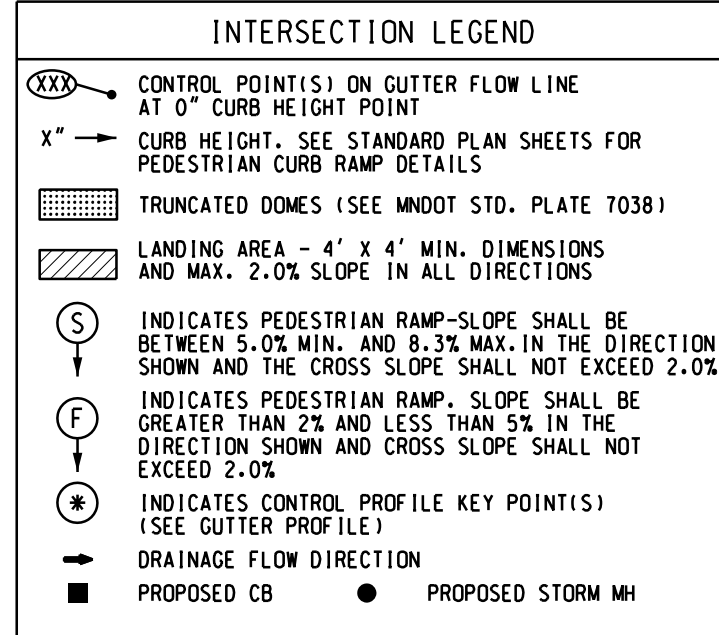 INTERSECTION LEGEND
XXX CONTROL POINT(S) ON GUTTER FLOW LINE
AT 0" CURB HEIGHT POINT
X" CURB HEIGHT. SEE STANDARD PLAN SHEETS FOR
PEDESTRIAN CURB RAMP DETAILS
TRUNCATED DOMES (SEE MNDOT STD. PLATE 7038)
LANDING AREA - 4' X 4' MIN. DIMENSIONS
AND MAX. 2.0% SLOPE IN ALL DIRECTIONS
S INDICATES PEDESTRIAN RAMP-SLOPE SHALL BE
BETWEEN 5.0% MIN. AND 8.3% MAX. IN THE DIRECTION
SHOWN AND THE CROSS SLOPE SHALL NOT EXCEED 2.0%
F INDICATES PEDESTRIAN RAMP. SLOPE SHALL BE
GREATER THAN 2% AND LESS THAN 5% IN THE
DIRECTION SHOWN AND CROSS SLOPE SHALL NOT
EXCEED 2.0%
* INDICATES CONTROL PROFILE KEY POINT(S)
(SEE GUTTER PROFILE)
DRAINAGE FLOW DIRECTION
PROPOSED CB PROPOSED STORM MH